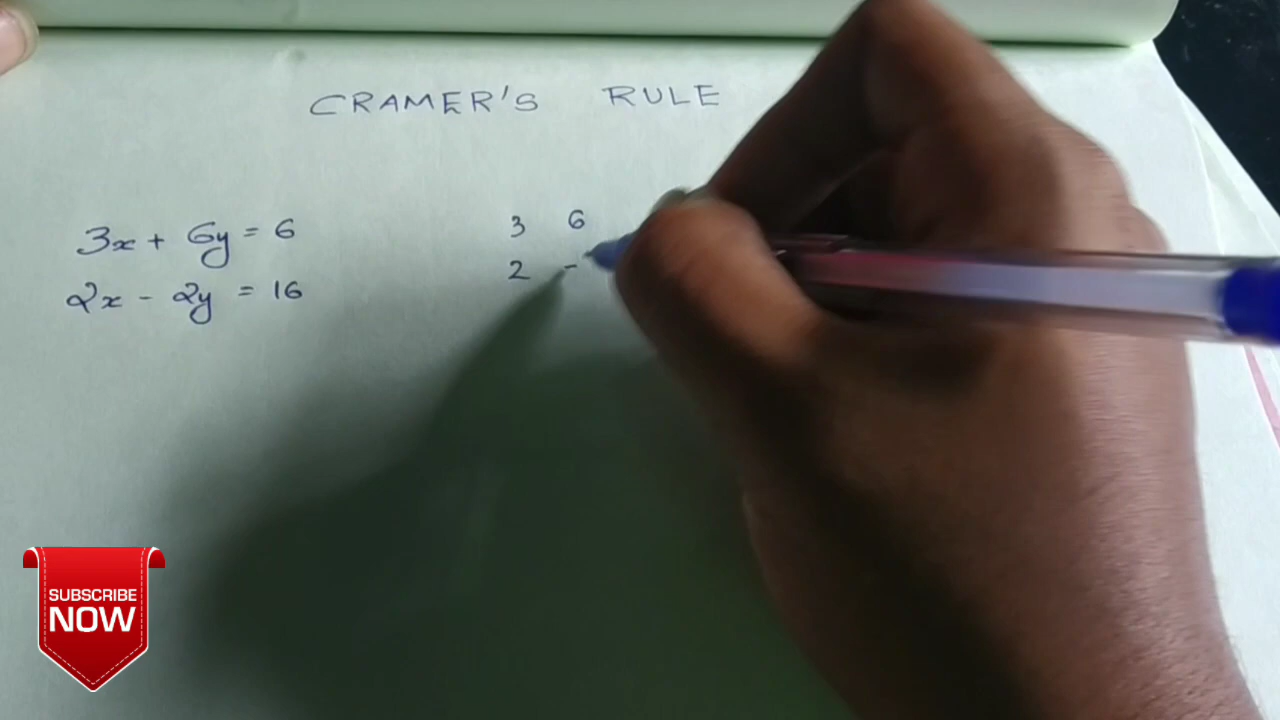 CRAMER'S RULE
3x + 6y = 6
2x - 2y = 16
3 6
2 -
SUBSCRIBE
NOW